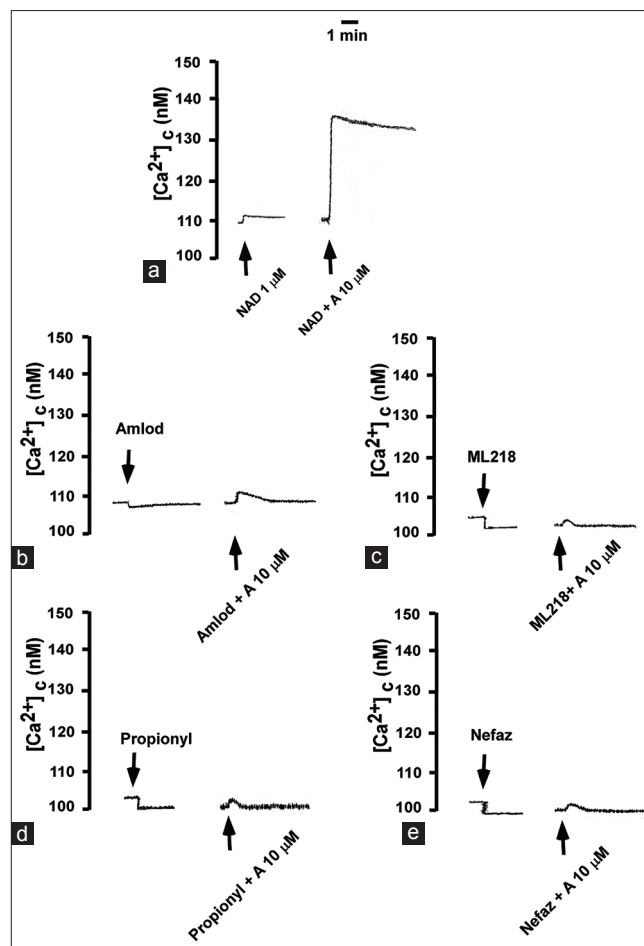 1 min
150
140
130
120
110
100
[Ca²⁺]c (nM)
NAD 1 µM
NAD + A 10 µM
a
150
140
130
120
110
100
[Ca²⁺]c (nM)
Amlod
Amlod + A 10 µM
b
150
140
130
120
110
100
[Ca²⁺]c (nM)
ML218
ML218+ A 10 µM
c
150
140
130
120
110
100
[Ca²⁺]c (nM)
Propionyl
Propionyl + A 10 µM
d
150
140
130
120
110
100
[Ca²⁺]c (nM)
Nefaz
Nefaz + A 10 µM
e